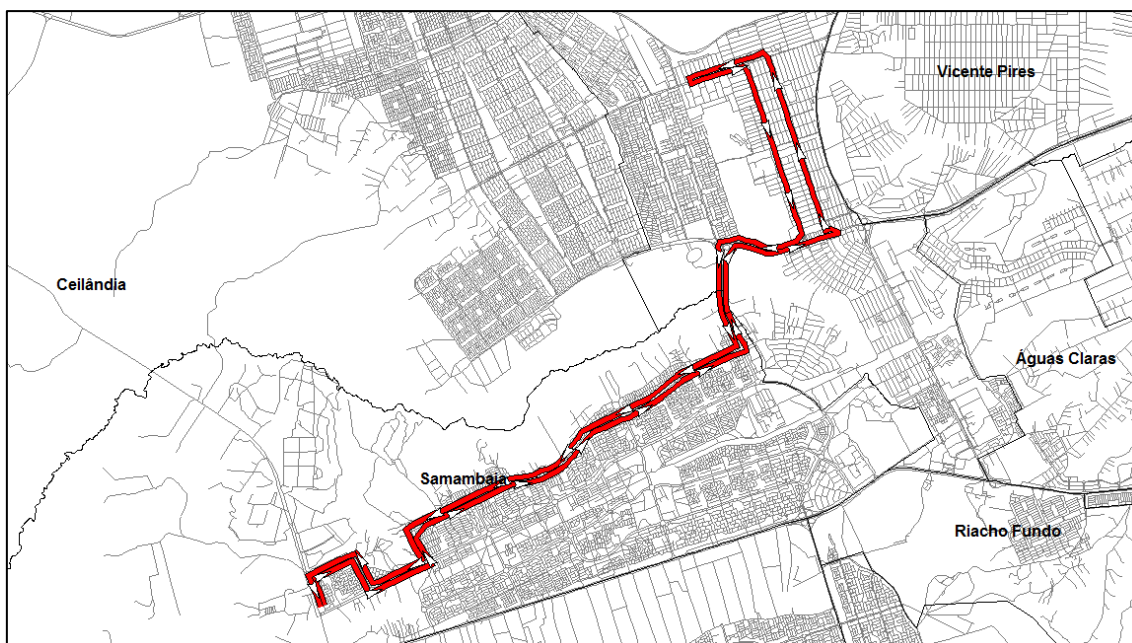 Vicente Pires
Ceilândia
Águas Claras
Samambaia
Riacho Fundo